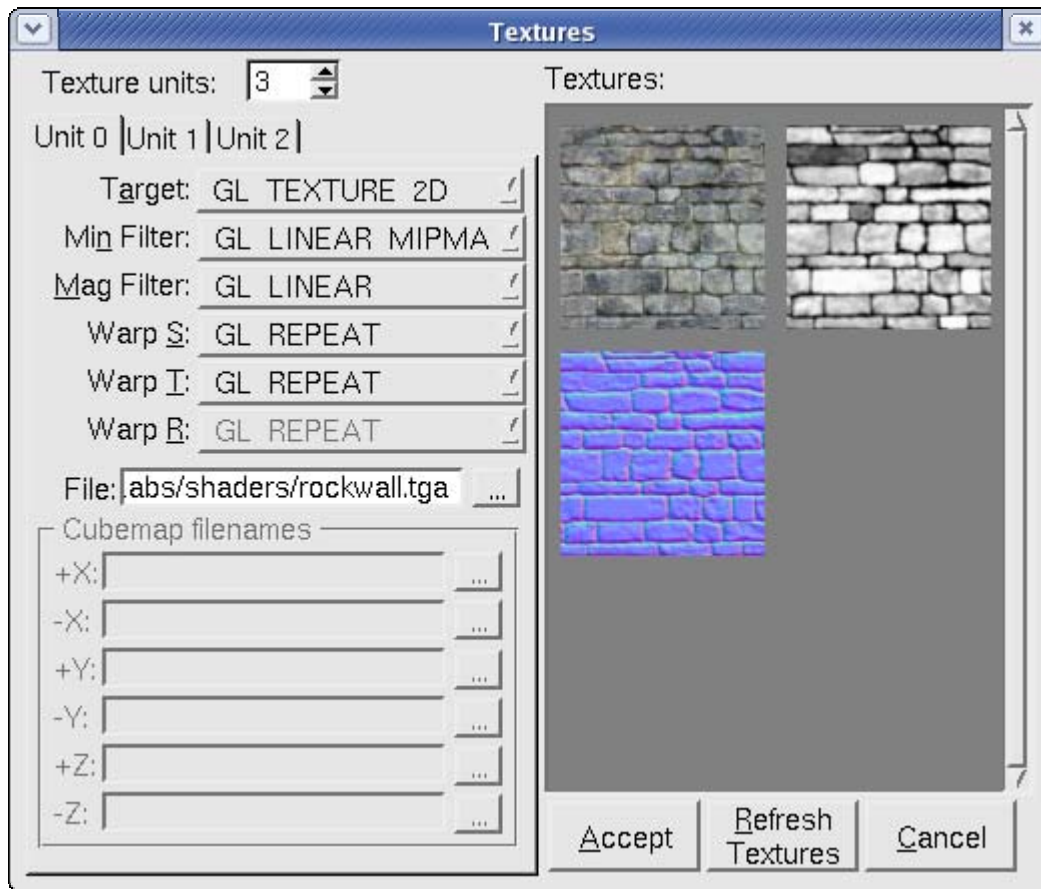 Textures
Texture units: 3
Unit 0 Unit 1 Unit 2
Target: GL TEXTURE 2D
Min Filter: GL LINEAR MIPMA
Mag Filter: GL LINEAR
Warp S: GL REPEAT
Warp T: GL REPEAT
Warp R: GL REPEAT
File: .abs/shaders/rockwall.tga ...
Cubemap filenames
+X: ...
-X: ...
+Y: ...
-Y: ...
+Z: ...
-Z: ...
Textures:
Accept
Refresh
Textures
Cancel